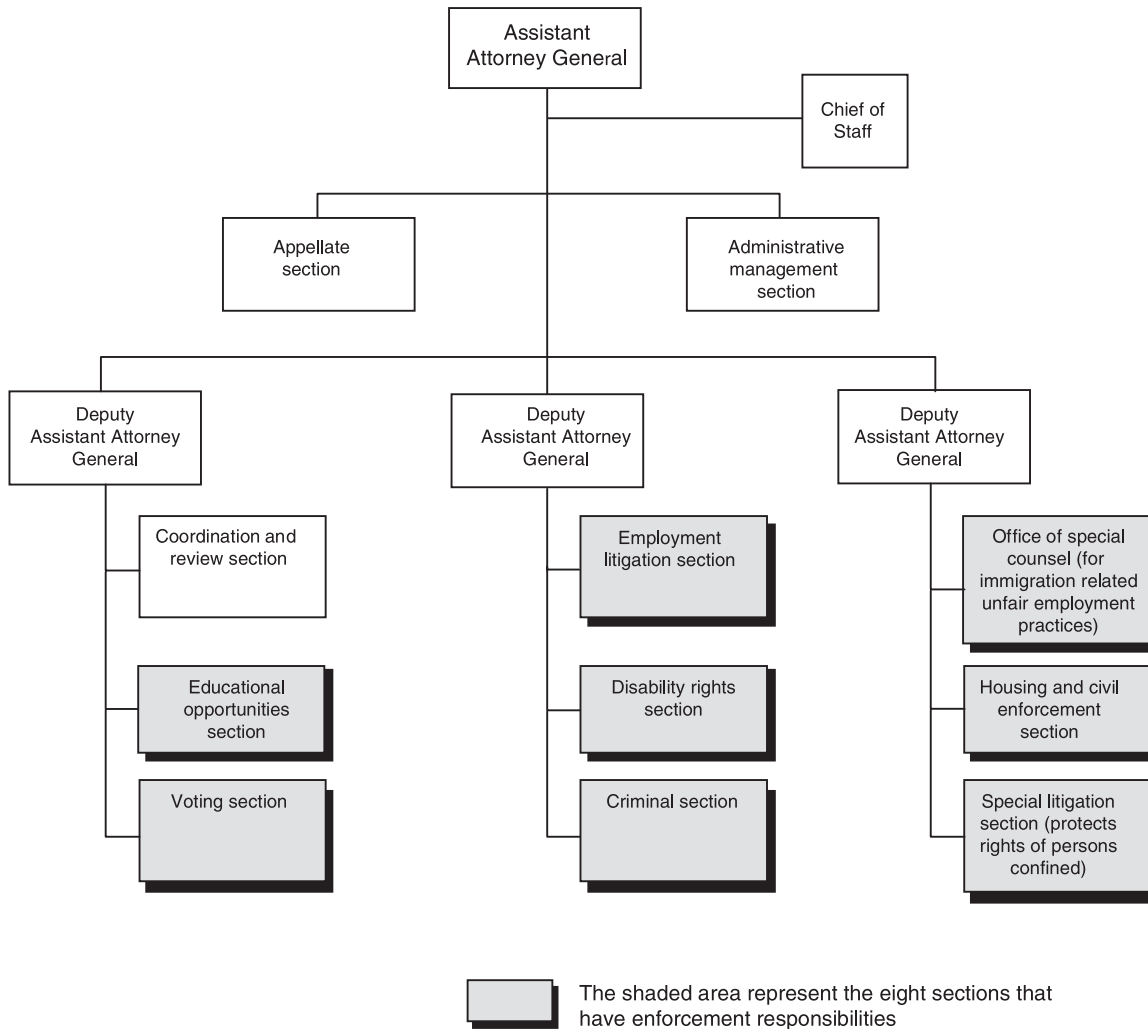 Assistant
Attorney General
Chief of
Staff
Appellate
section
Administrative
management
section
Deputy
Assistant Attorney
General
Deputy
Assistant Attorney
General
Deputy
Assistant Attorney
General
Coordination and
review section
Educational
opportunities
section
Voting section
Employment
litigation section
Disability rights
section
Criminal section
Office of special
counsel (for
immigration related
unfair employment
practices)
Housing and civil
enforcement
section
Special litigation
section (protects
rights of persons
confined)
The shaded area represent the eight sections that
have enforcement responsibilities